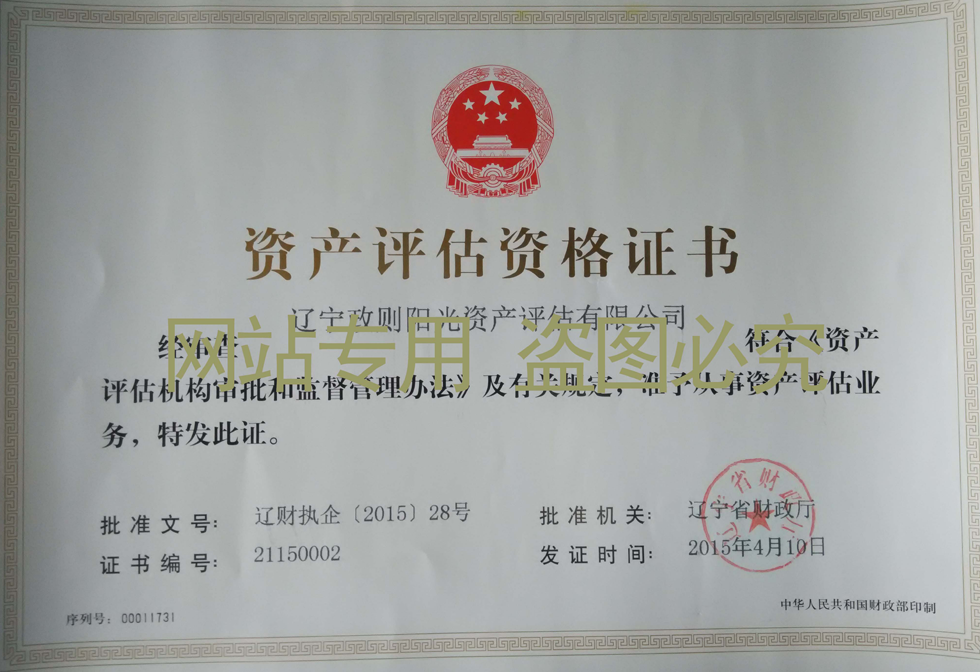 资产评估资格证书
辽宁政则阳光资产评估有限公司
经审查 符合《资产
评估机构审批和监督管理办法》及有关规定，准予从事资产评估业
务，特发此证。
网站专用 盗图必究
批准文号： 辽财执企〔2015〕28号
批准机关： 辽宁省财政厅
证书编号： 21150002
发证时间： 2015年4月10日
序列号：00011731
中华人民共和国财政部印制